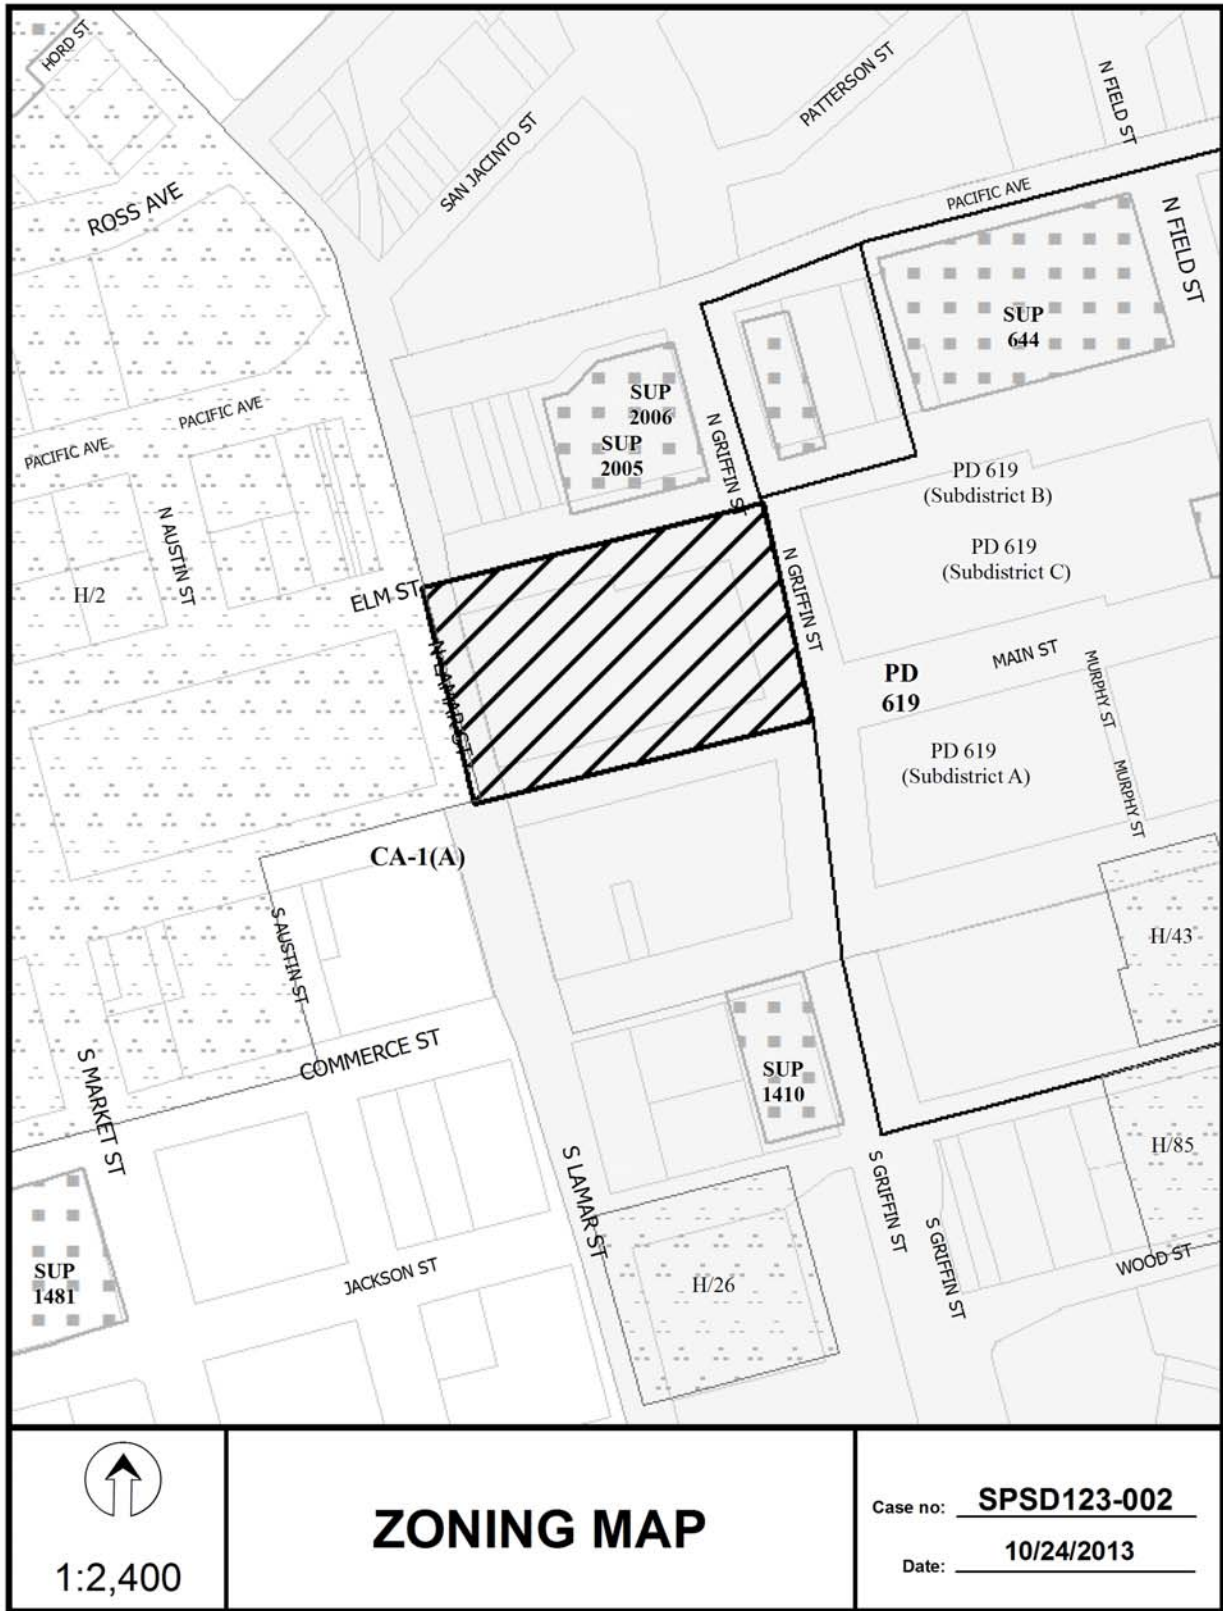 HORD ST
PATTERSON ST
N FIELD ST
SAN JACINTO ST
ROSS AVE
PACIFIC AVE
N FIELD ST
SUP
644
SUP
2006
SUP
2005
PACIFIC AVE
PACIFIC AVE
N GRIFFIN ST
PD 619
(Subdistrict B)
N AUSTIN ST
PD 619
(Subdistrict C)
H/2
ELM ST
N GRIFFIN ST
MAIN ST
N LAMAR ST
PD
619
MURPHY ST
PD 619
(Subdistrict A)
MURPHY ST
CA-1(A)
S AUSTIN ST
H/43
COMMERCE ST
SUP
1410
S MARKET ST
H/85
S LAMAR ST
S GRIFFIN ST
S GRIFFIN ST
WOOD ST
SUP
1481
JACKSON ST
H/26
1:2,400
ZONING MAP
Case no: SPSD123-002
Date: 10/24/2013